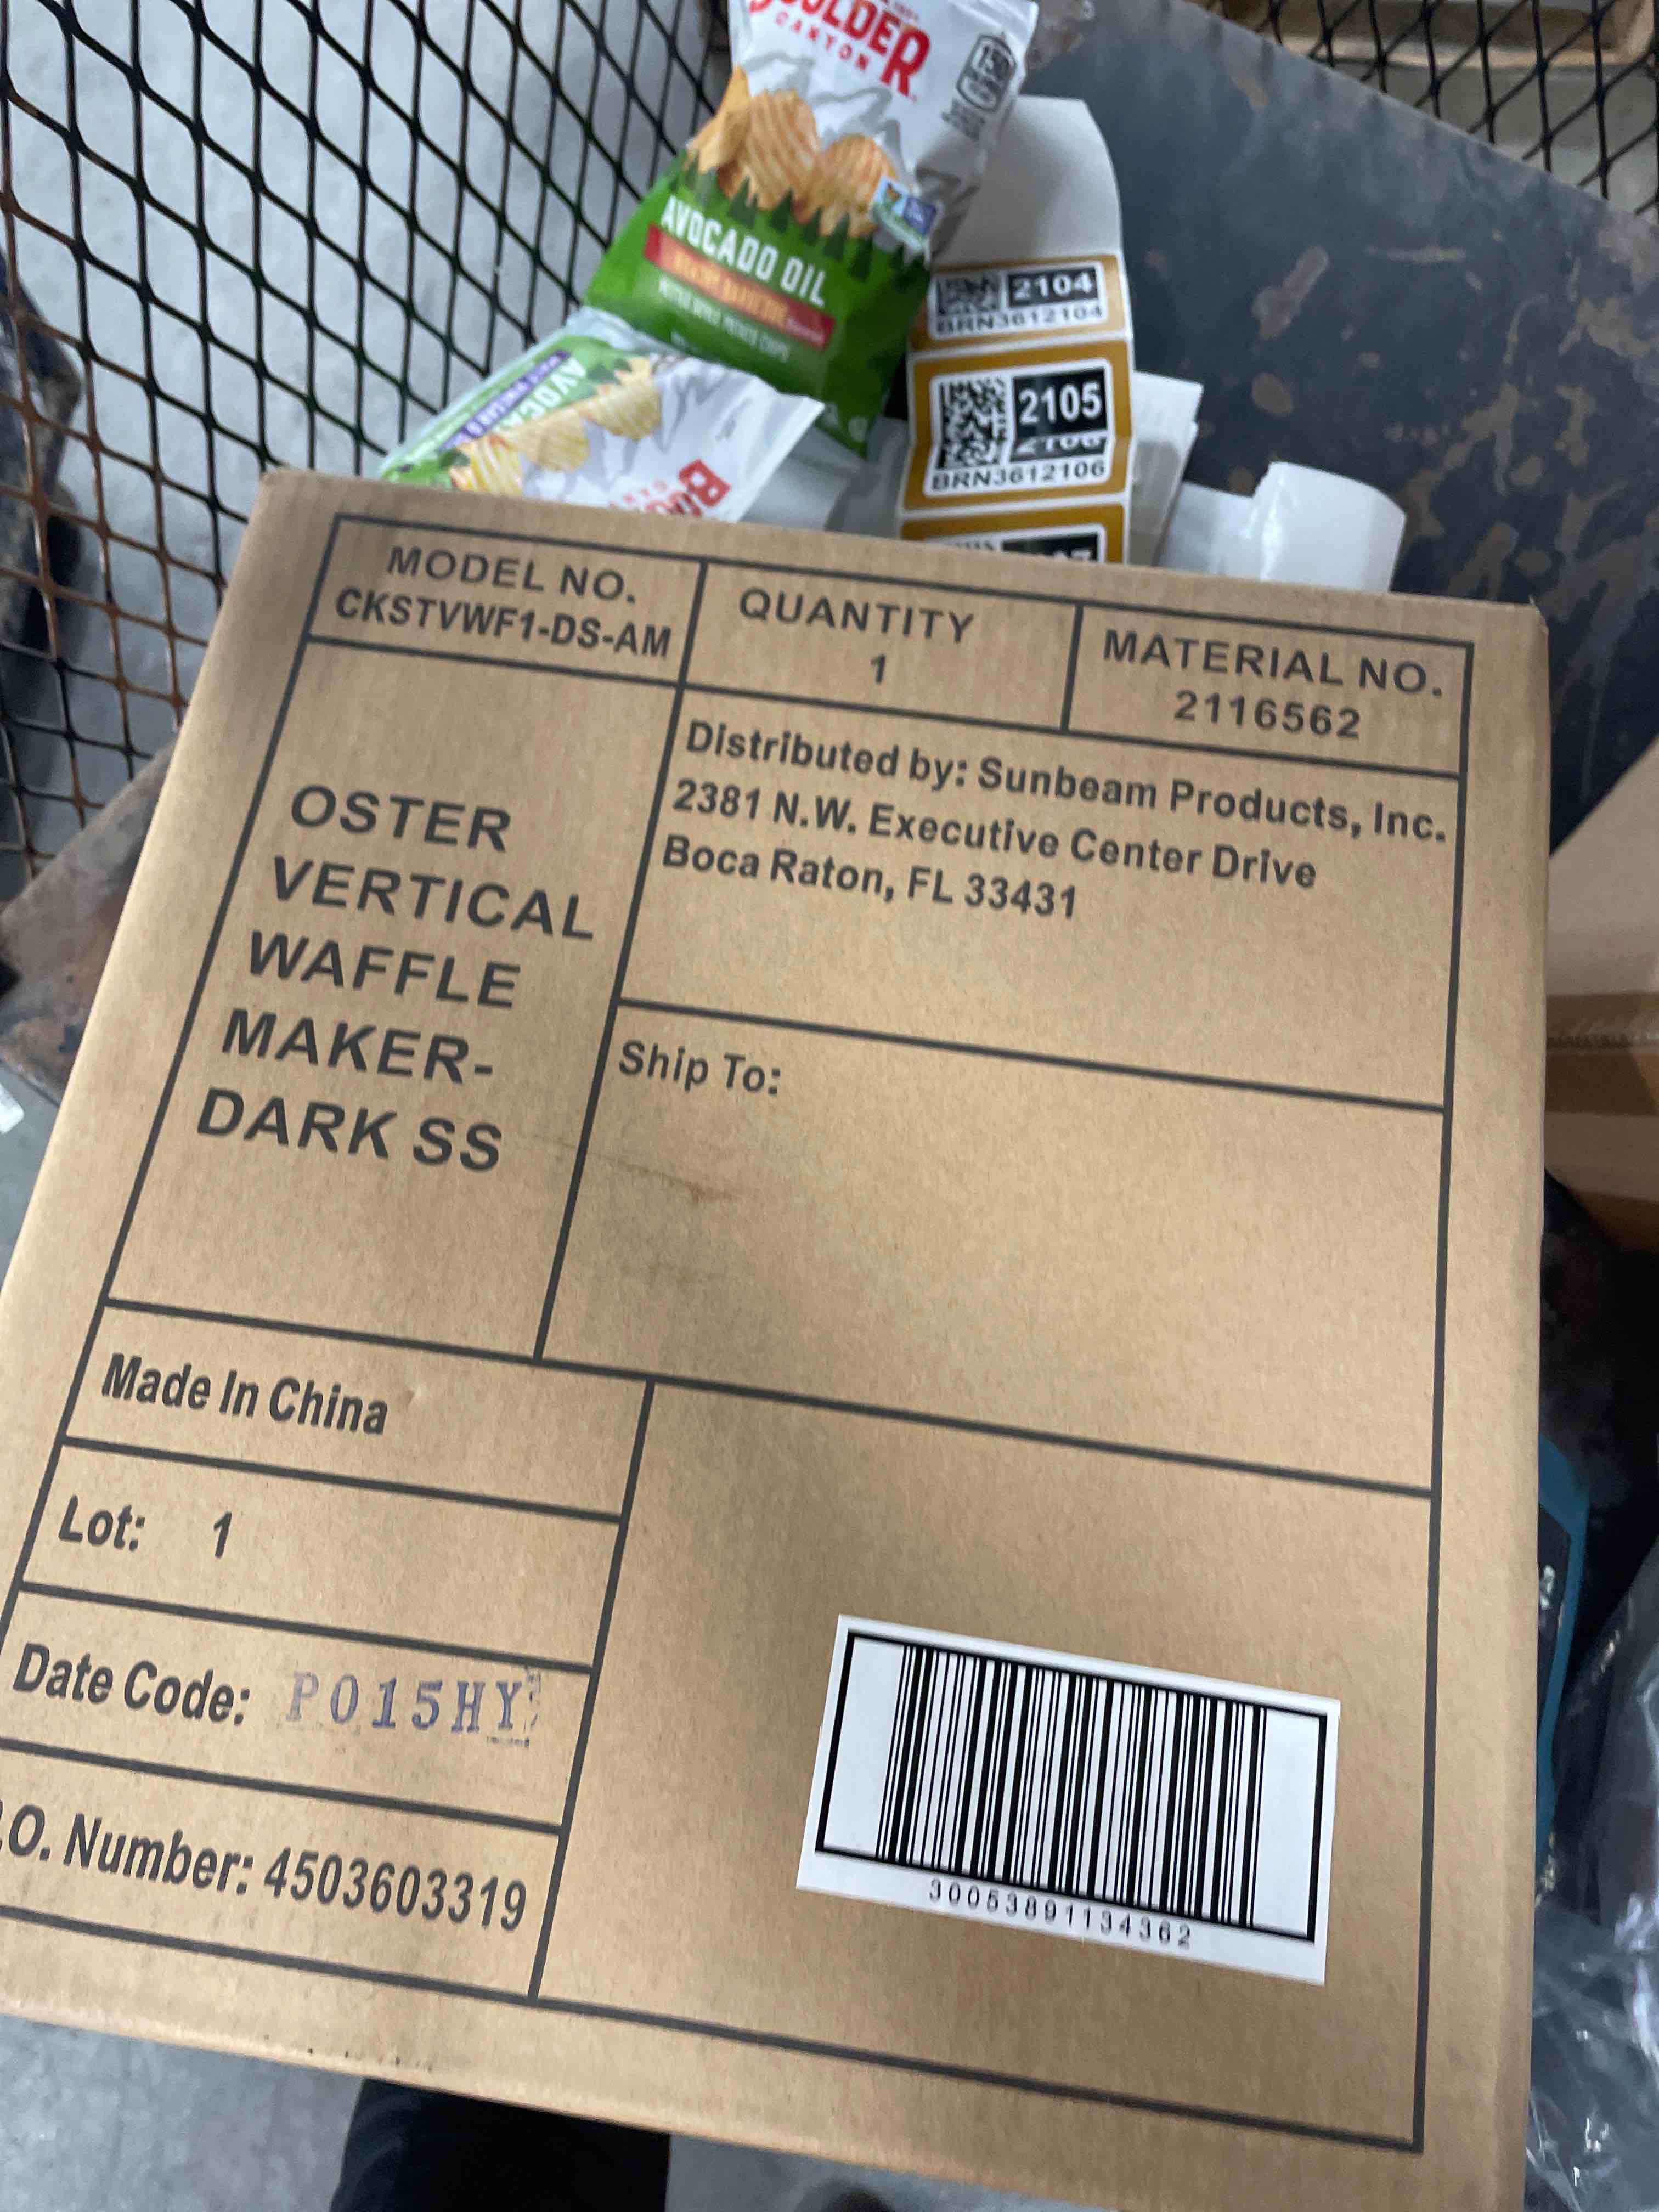 BOULDER
CANYON
150
AVOCADO OIL
2104
BRN3612104
2105
BRN3612106
AVOC
MODEL NO.
CKSTVWF1-DS-AM
QUANTITY
1
MATERIAL NO.
2116562
OSTER
VERTICAL
WAFFLE
MAKER-
DARK SS
Distributed by: Sunbeam Products, Inc.
2381 N.W. Executive Center Drive
Boca Raton, FL 33431
Ship To:
Made In China
Lot: 1
Date Code: P015HY
.O. Number: 4503603319
30053891134362